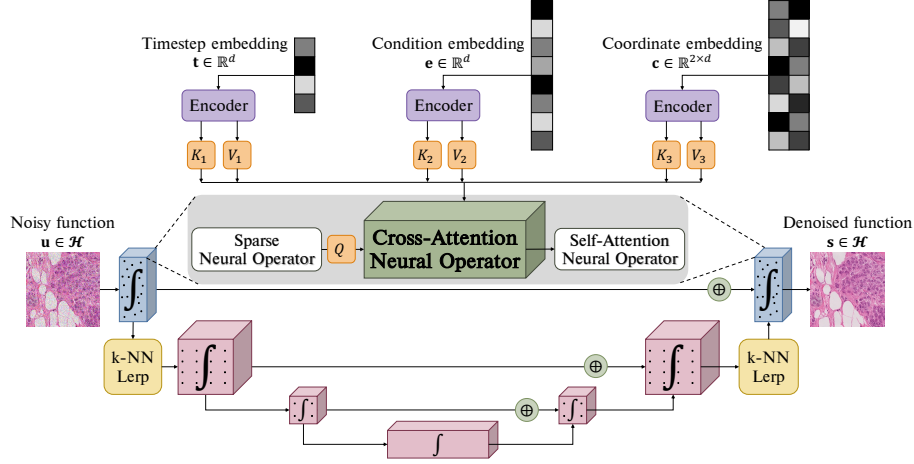 Timestep embedding
t ∈ ℝ^d
Condition embedding
e ∈ ℝ^d
Coordinate embedding
c ∈ ℝ^{2×d}
Encoder
Encoder
Encoder
K₁ V₁
K₂ V₂
K₃ V₃
Noisy function
u ∈ 𝓗
Sparse
Neural Operator
Q
Cross-Attention
Neural Operator
Self-Attention
Neural Operator
Denoised function
s ∈ 𝓗
∫
⊕
∫
k-NN
Lerp
∫
⊕
∫
k-NN
Lerp
∫
⊕
∫
∫